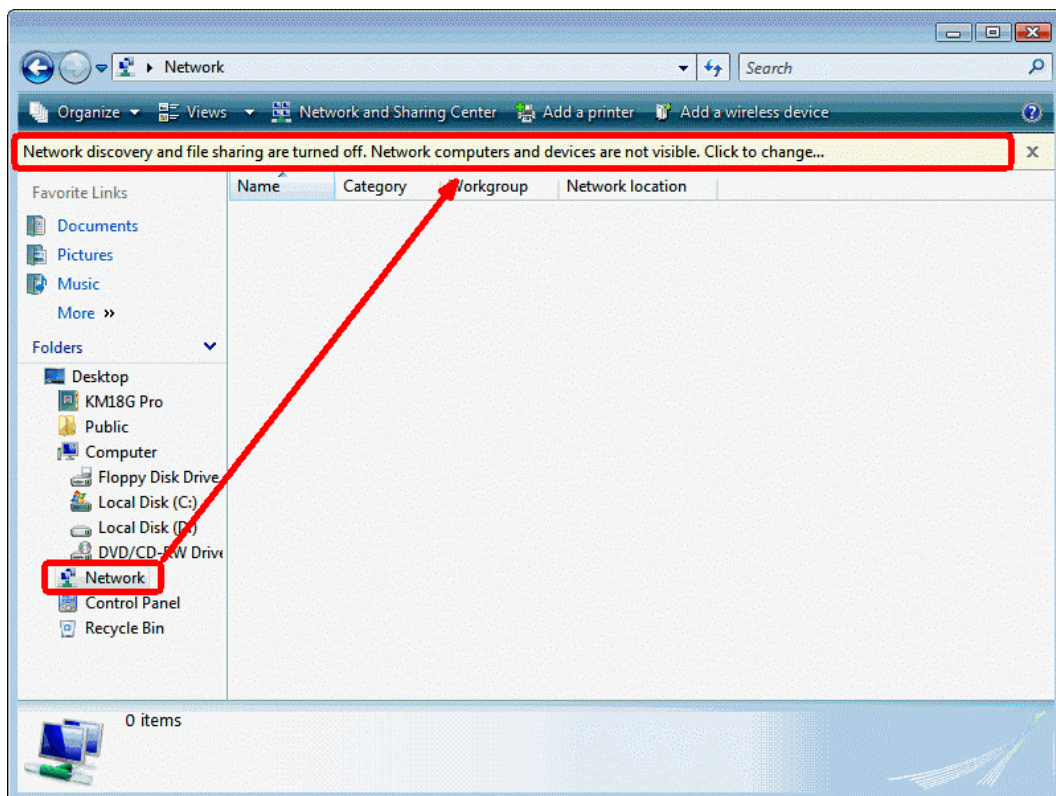 Network
Search
Organize Views Network and Sharing Center Add a printer Add a wireless device
Network discovery and file sharing are turned off. Network computers and devices are not visible. Click to change...
Favorite Links
Name Category Workgroup Network location
Documents
Pictures
Music
More »
Folders
Desktop
KM18G Pro
Public
Computer
Floppy Disk Drive
Local Disk (C:)
Local Disk (D:)
DVD/CD-RW Drive
Network
Control Panel
Recycle Bin
0 items